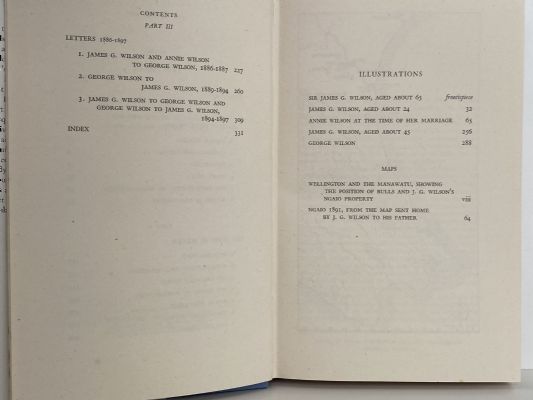 CONTENTS
PART III
LETTERS 1886-1897
1. JAMES G. WILSON AND ANNIE WILSON
TO GEORGE WILSON, 1886-1887 227
2. GEORGE WILSON TO
JAMES G. WILSON, 1889-1894 260
3. JAMES G. WILSON TO GEORGE WILSON AND
GEORGE WILSON TO JAMES G. WILSON,
1894-1897 309
INDEX 331
ILLUSTRATIONS
SIR JAMES G. WILSON, AGED ABOUT 65 frontispiece
JAMES G. WILSON, AGED ABOUT 24 32
ANNIE WILSON AT THE TIME OF HER MARRIAGE 65
JAMES G. WILSON, AGED ABOUT 45 256
GEORGE WILSON 288
MAPS
WELLINGTON AND THE MANAWATU, SHOWING
THE POSITION OF BULLS AND J. G. WILSON'S
NGAIO PROPERTY viii
NGAIO 1891, FROM THE MAP SENT HOME
BY J. G. WILSON TO HIS FATHER 64